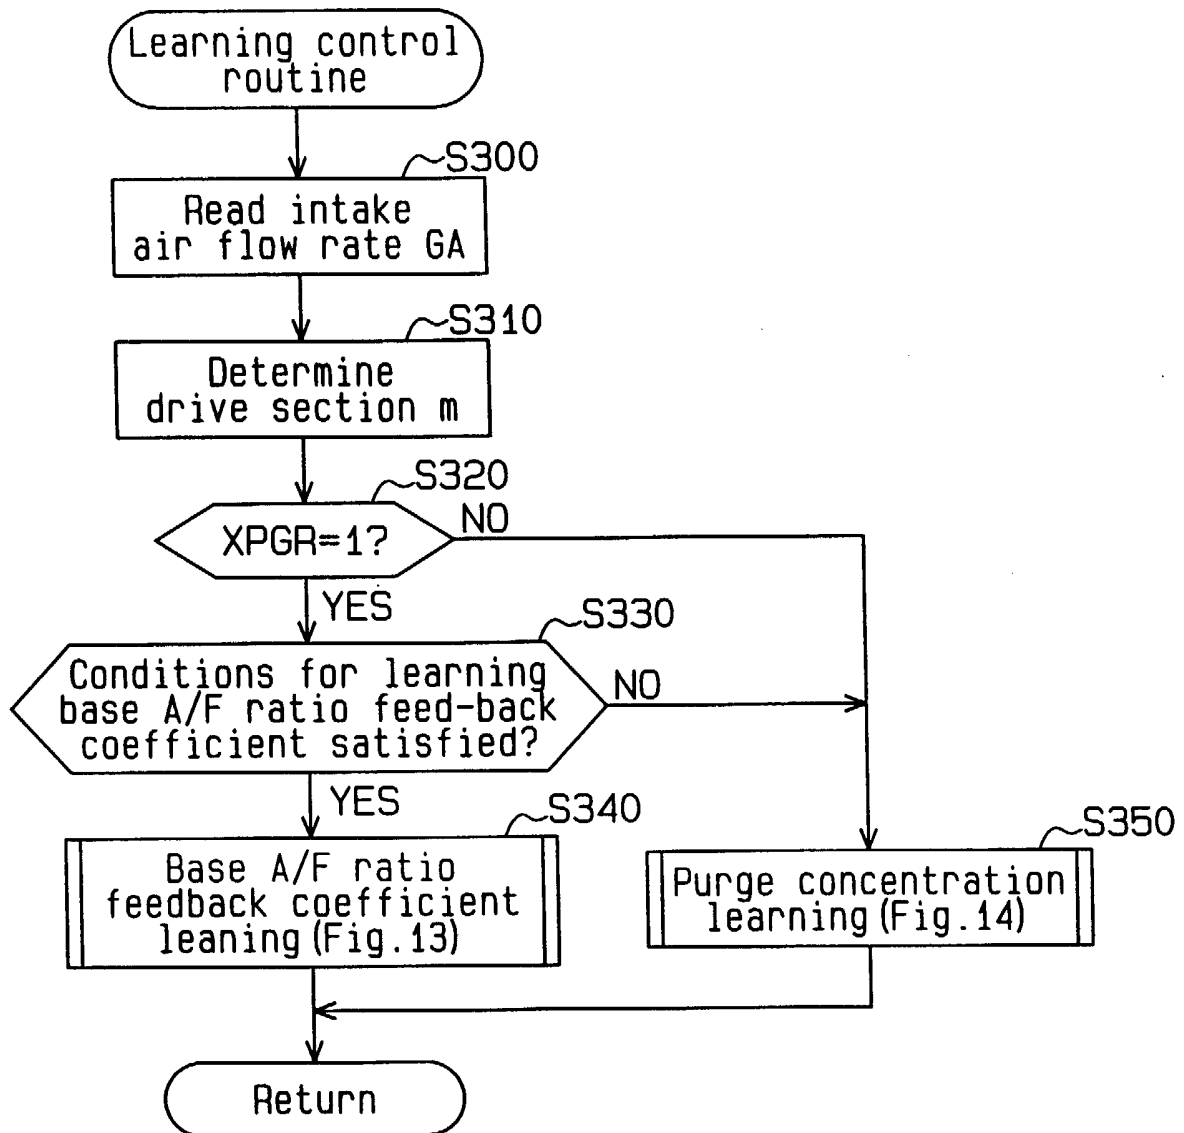 Learning control
routine
S300
Read intake
air flow rate GA
S310
Determine
drive section m
S320
XPGR=1?
NO
YES
S330
Conditions for learning
base A/F ratio feed-back
coefficient satisfied?
NO
YES
S340
Base A/F ratio
feedback coefficient
leaning (Fig.13)
S350
Purge concentration
learning (Fig.14)
Return